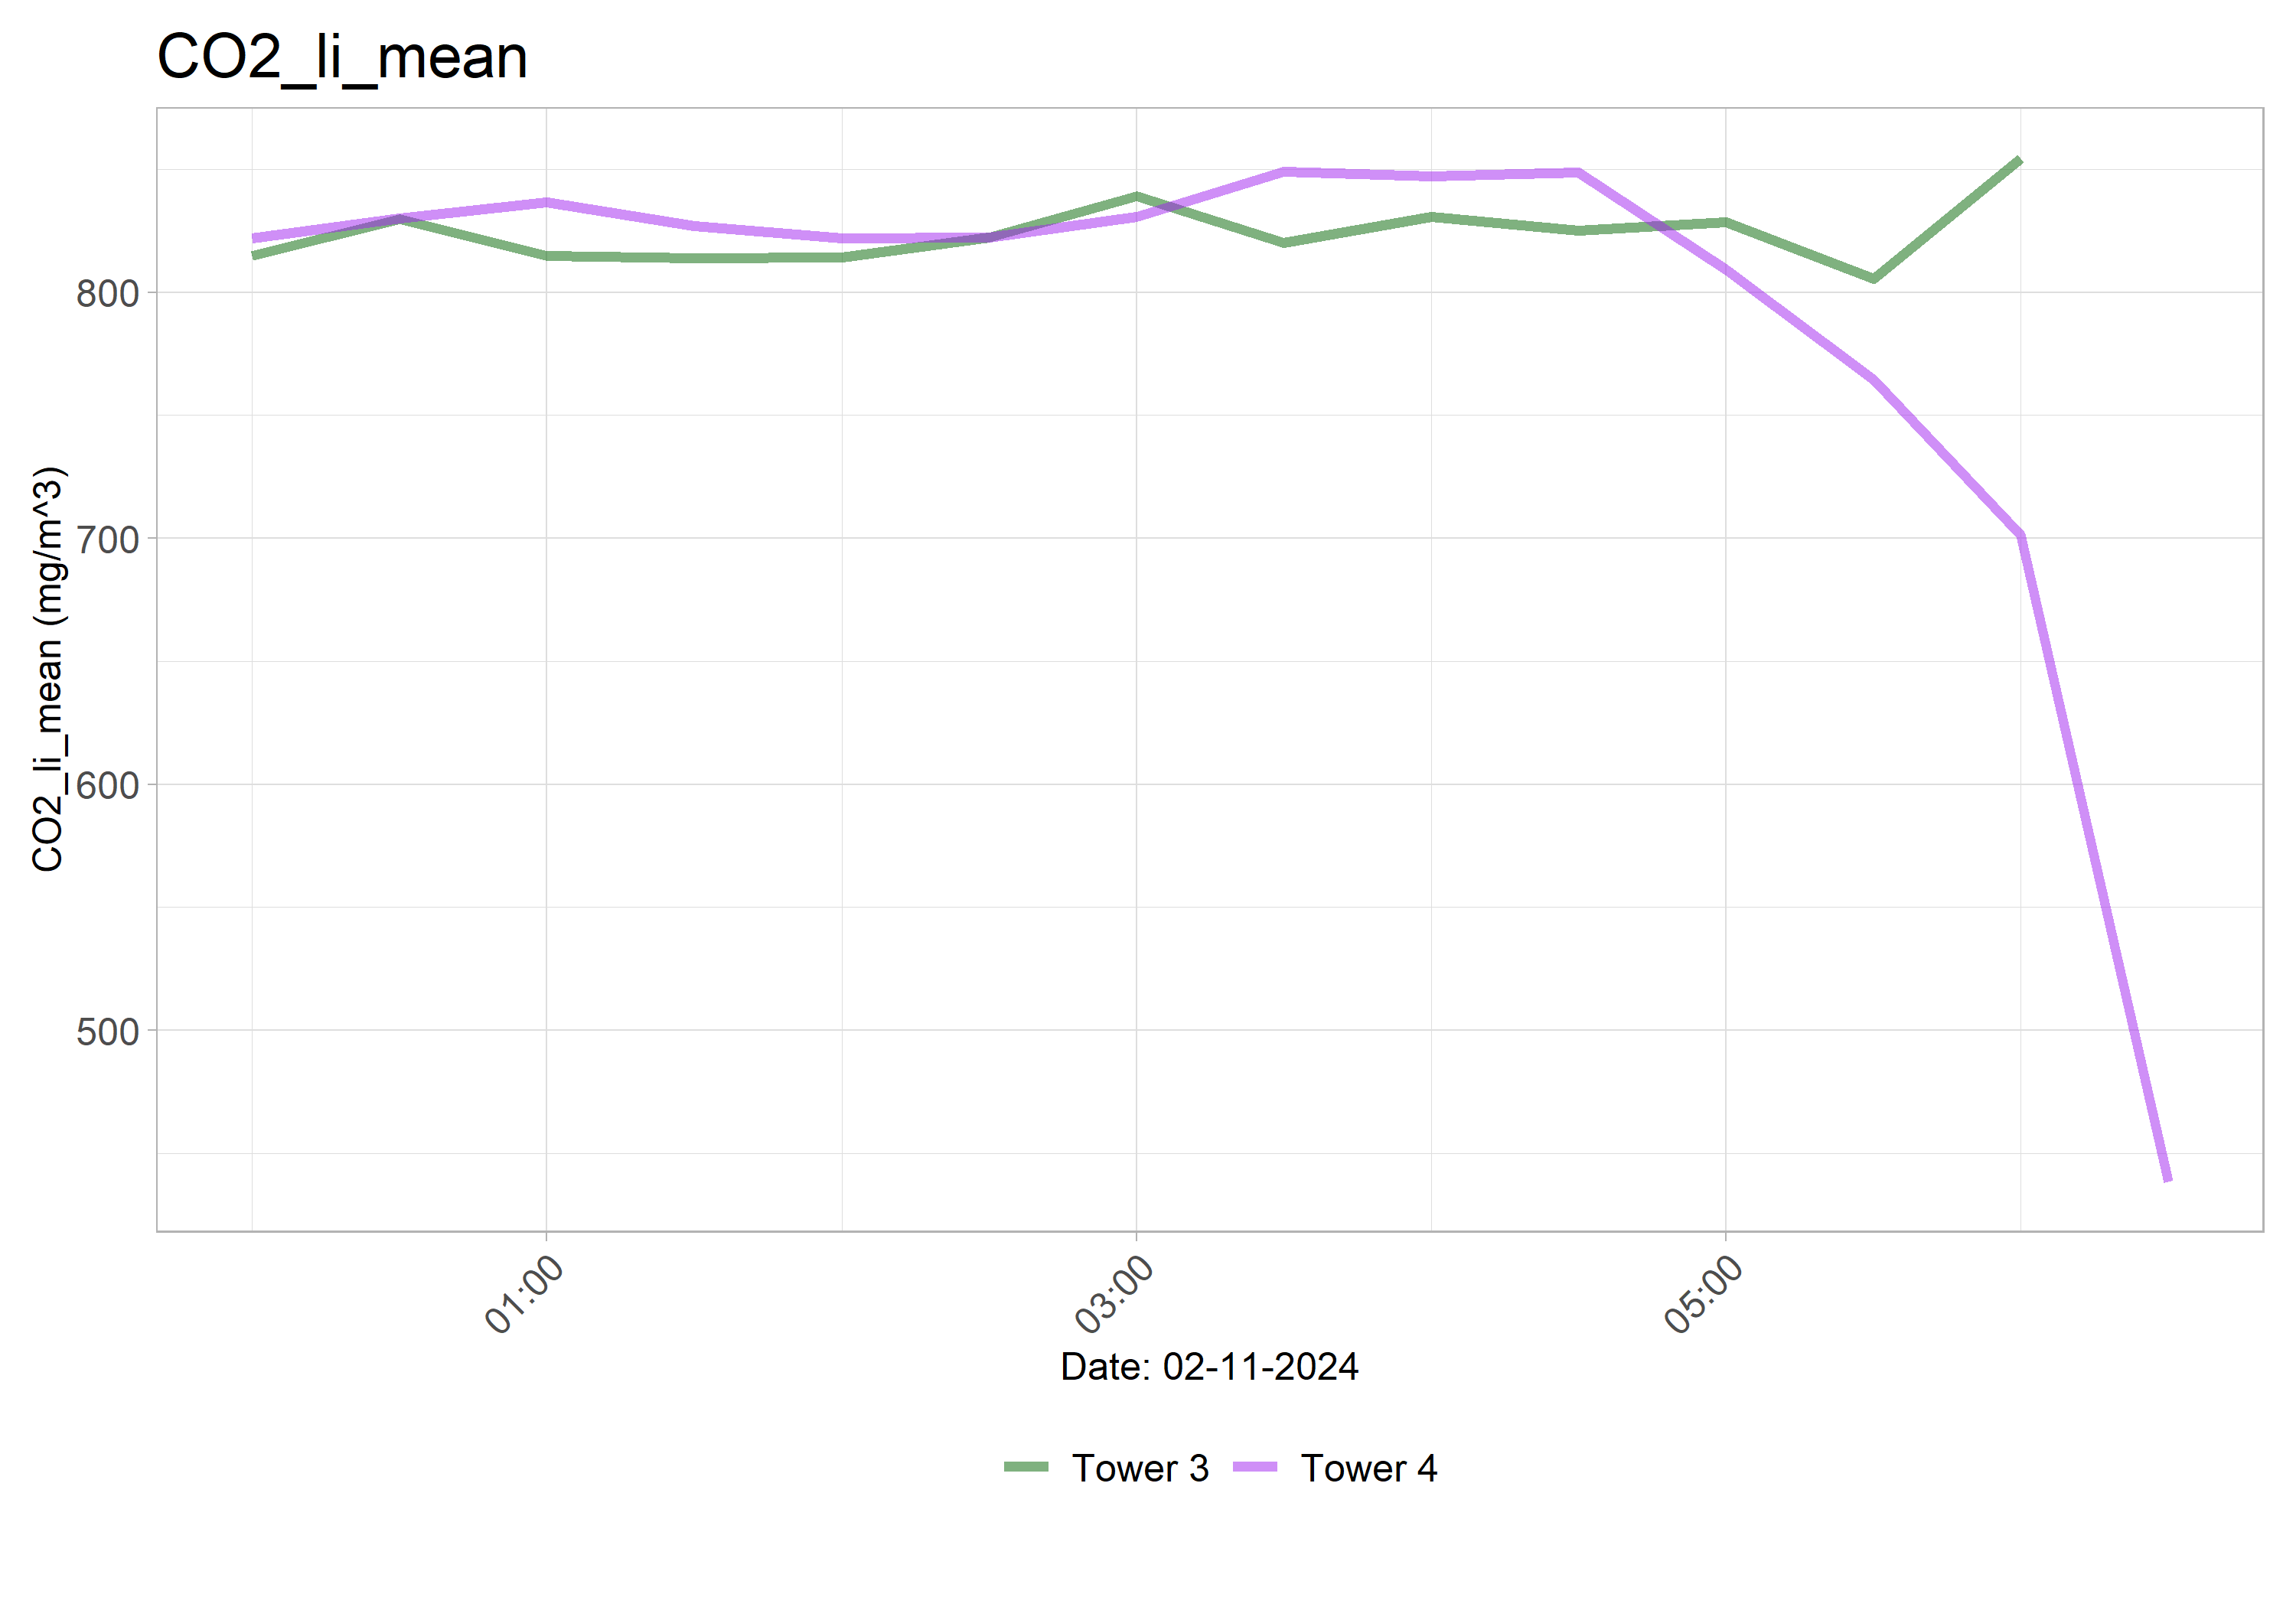 CO2_li_mean
CO2_li_mean (mg/m^3)
800
700
600
500
01:00
03:00
05:00
Date: 02-11-2024
Tower 3
Tower 4